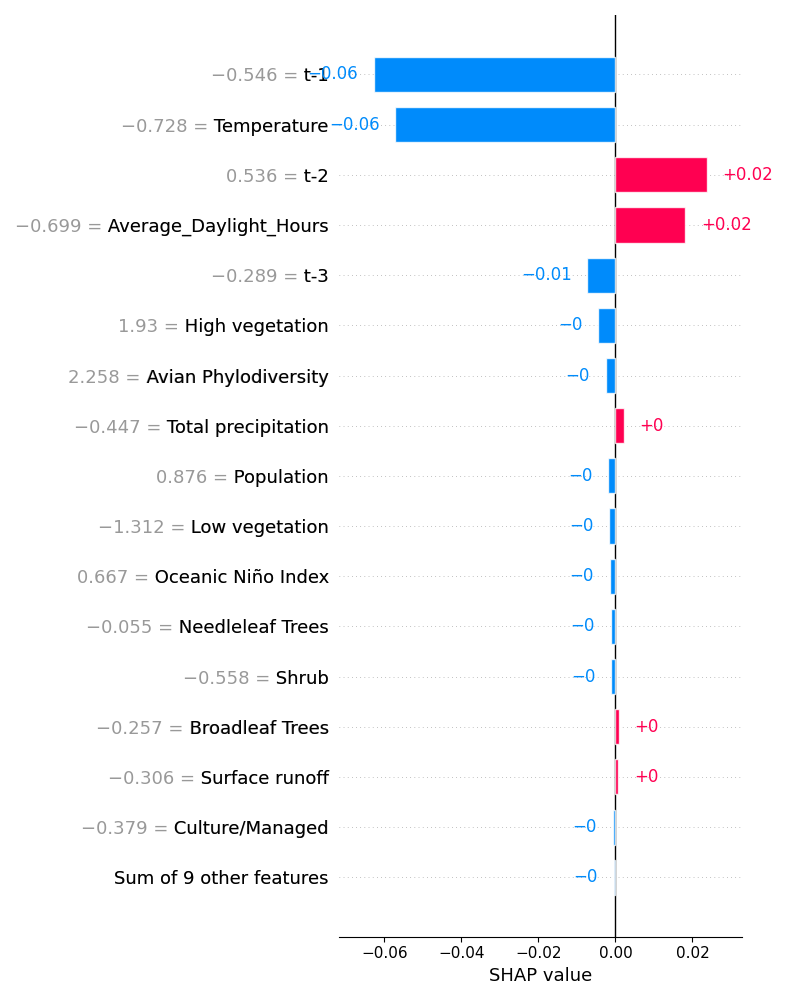 −0.546 = t-1 −0.06
−0.728 = Temperature −0.06
0.536 = t-2 +0.02
−0.699 = Average_Daylight_Hours +0.02
−0.289 = t-3 −0.01
1.93 = High vegetation −0
2.258 = Avian Phylodiversity −0
−0.447 = Total precipitation +0
0.876 = Population −0
−1.312 = Low vegetation −0
0.667 = Oceanic Niño Index −0
−0.055 = Needleleaf Trees −0
−0.558 = Shrub −0
−0.257 = Broadleaf Trees +0
−0.306 = Surface runoff +0
−0.379 = Culture/Managed −0
Sum of 9 other features −0
−0.06 −0.04 −0.02 0.00 0.02
SHAP value